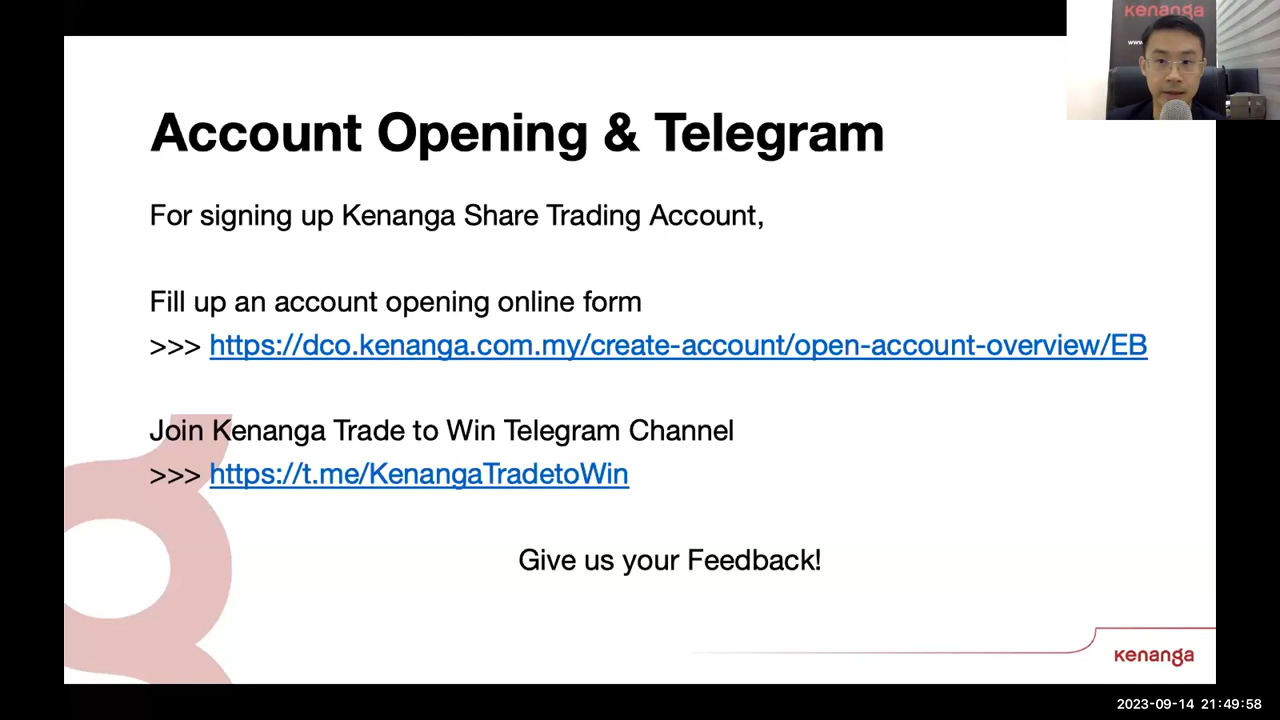 kenanga
www.
Account Opening & Telegram
For signing up Kenanga Share Trading Account,
Fill up an account opening online form
>>> https://dco.kenanga.com.my/create-account/open-account-overview/EB
Join Kenanga Trade to Win Telegram Channel
>>> https://t.me/KenangaTradetoWin
Give us your Feedback!
kenanga
2023-09-14 21:49:58